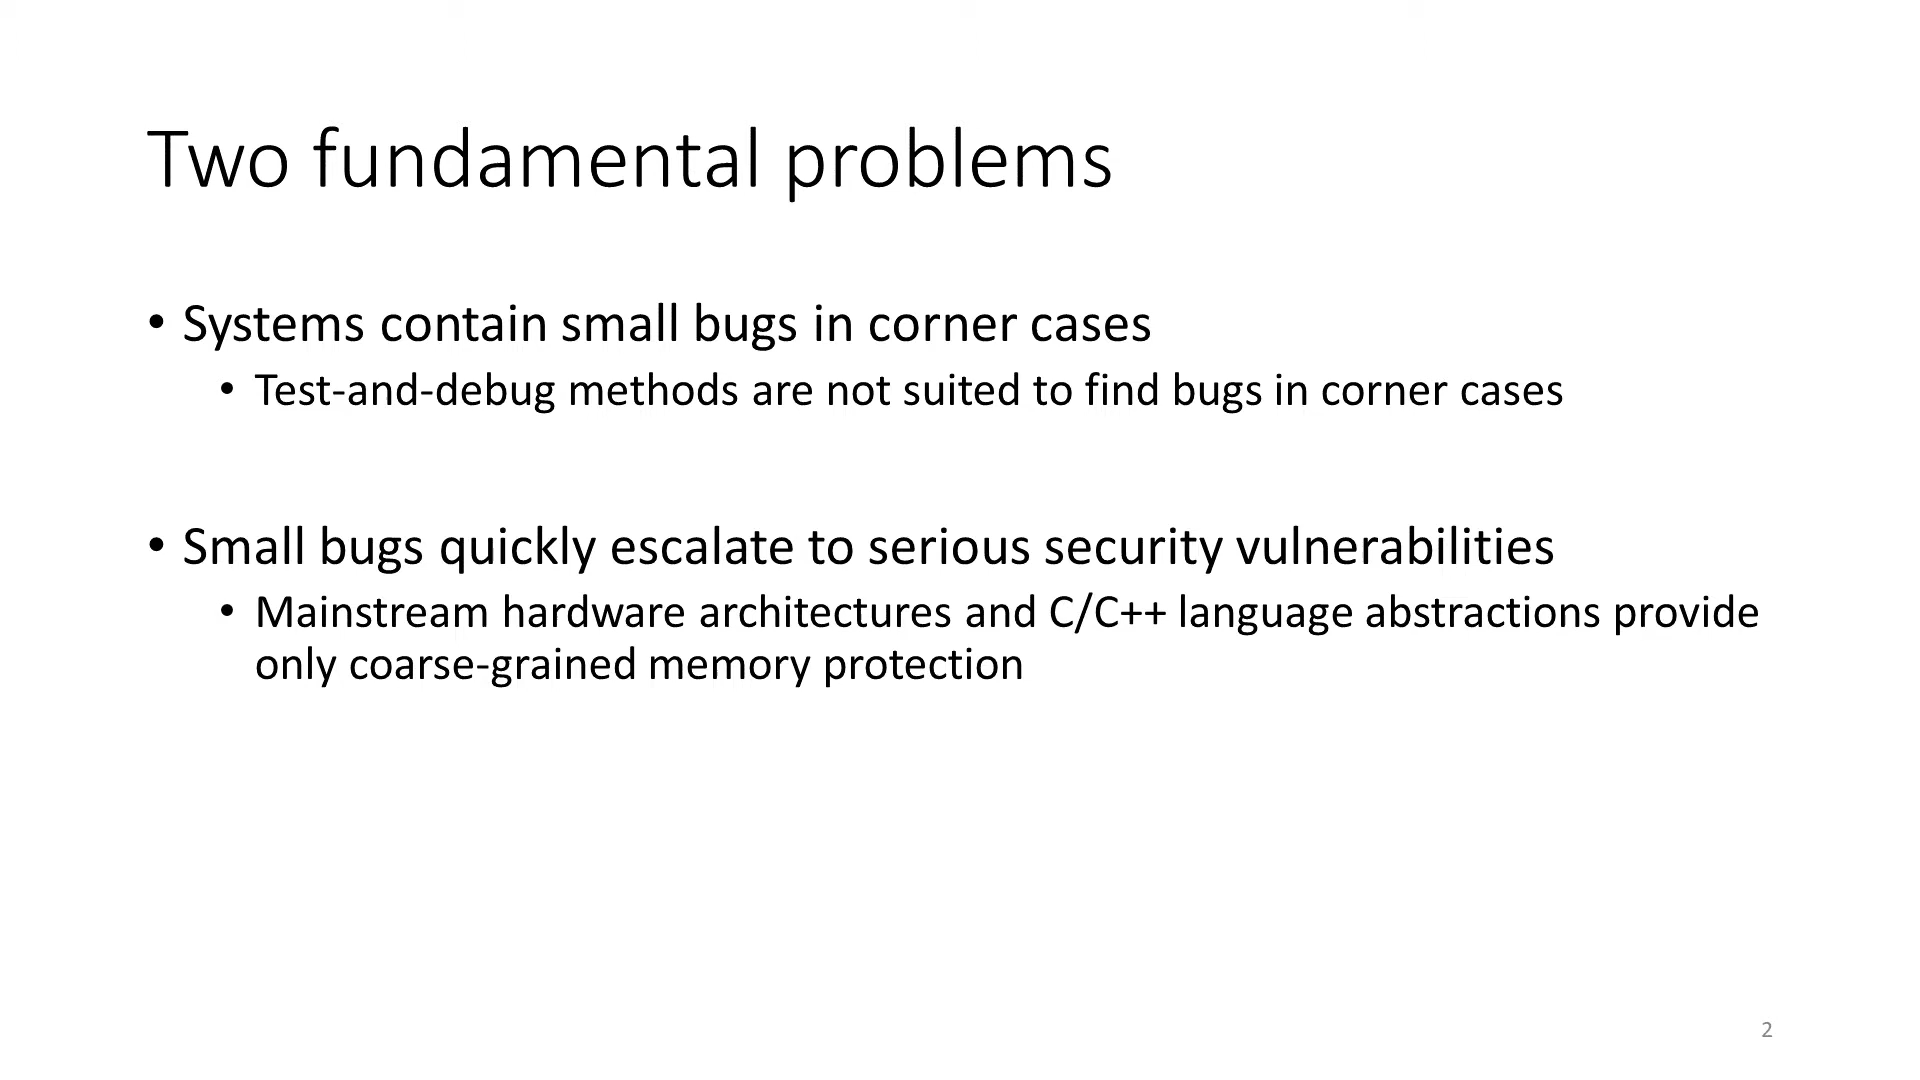 Two fundamental problems
• Systems contain small bugs in corner cases
• Test-and-debug methods are not suited to find bugs in corner cases
• Small bugs quickly escalate to serious security vulnerabilities
• Mainstream hardware architectures and C/C++ language abstractions provide
only coarse-grained memory protection
2